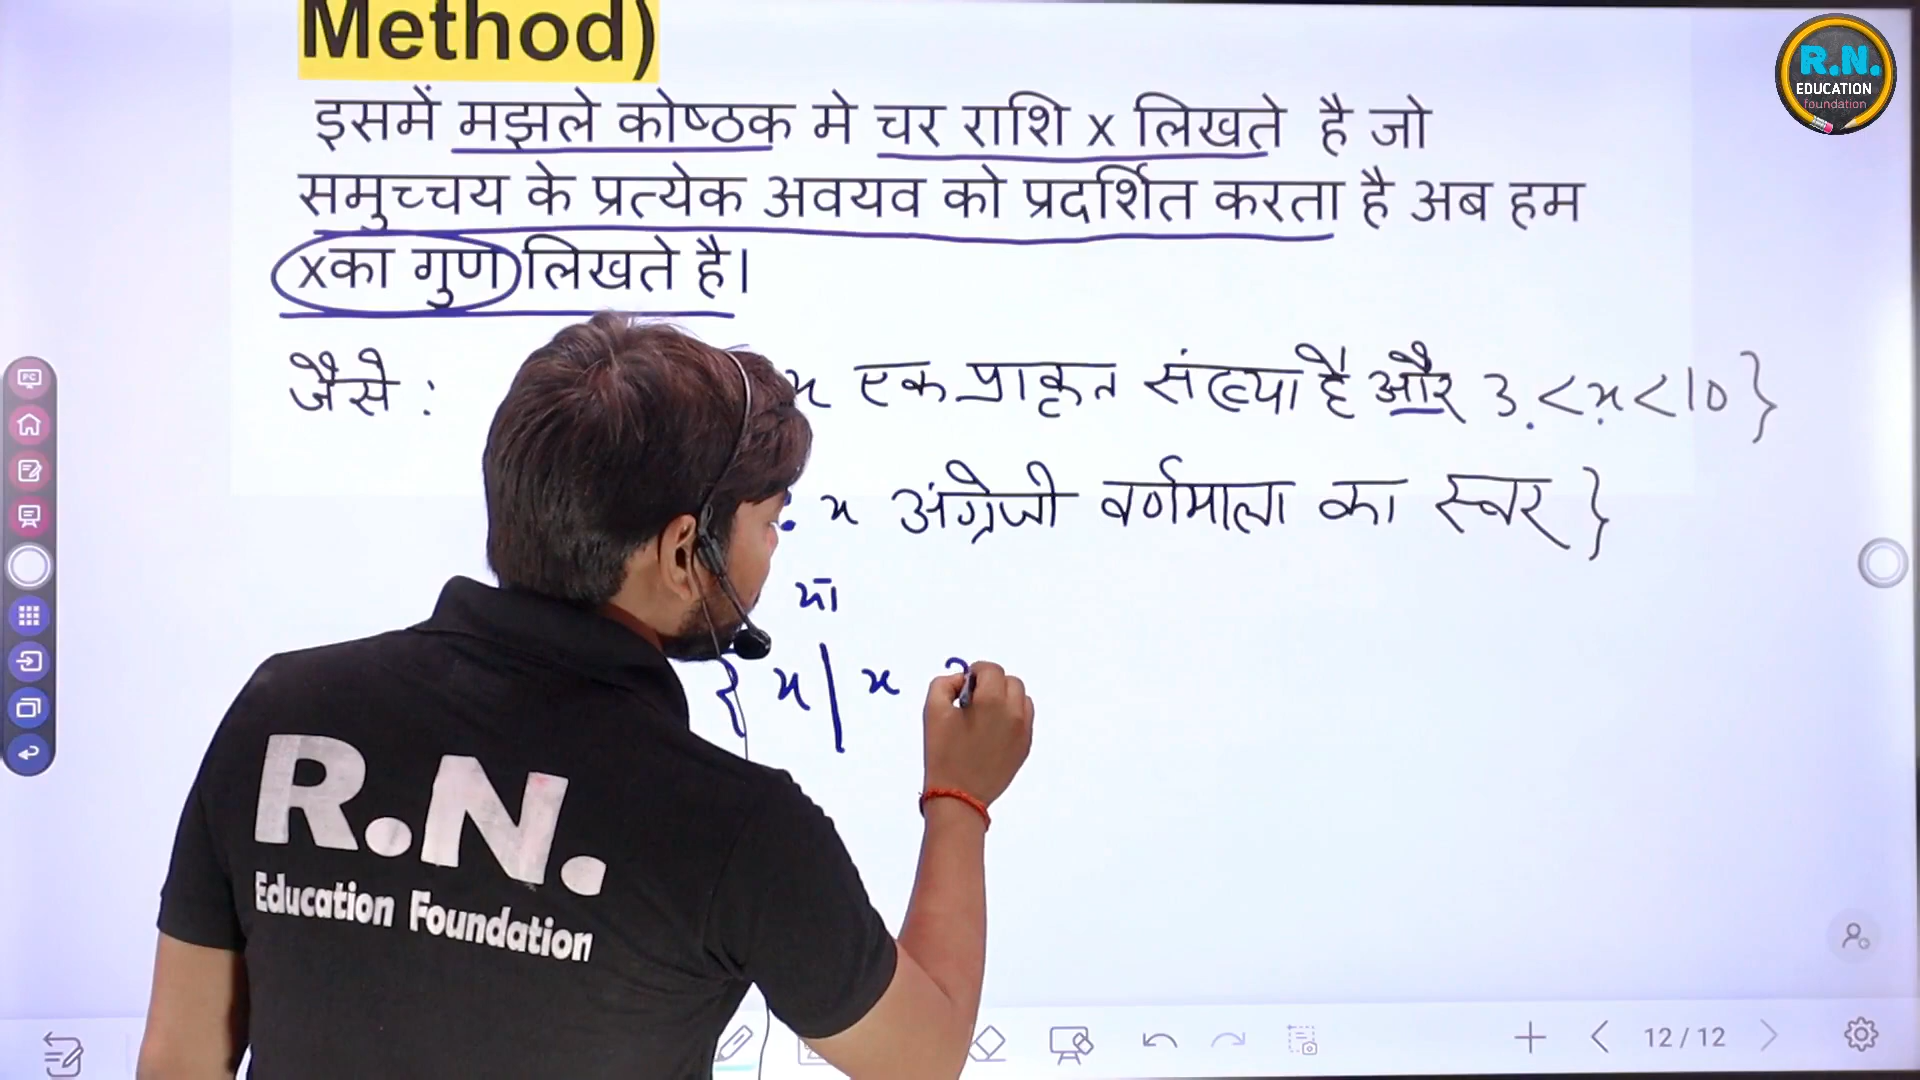 Method)
R.N.
EDUCATION
foundation
इसमें मझले कोष्ठक मे चर राशि x लिखते है जो
समुच्चय के प्रत्येक अवयव को प्रदर्शित करता है अब हम
xका गुण लिखते है।
जैसे : x एक प्राकृत संख्या है और 3 < x < 10 }
: x अंग्रेजी वर्णमाला का स्वर }
या
{ x | x
R.N.
Education Foundation
12 / 12